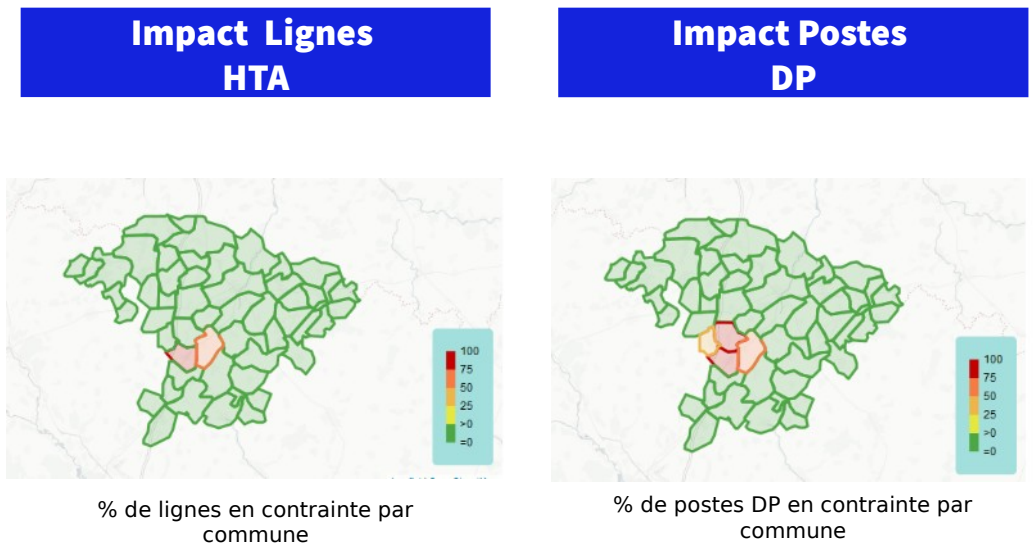 Impact Lignes
HTA
Impact Postes
DP
100
75
50
25
>0
=0
100
75
50
25
>0
=0
% de lignes en contrainte par
commune
% de postes DP en contrainte par
commune